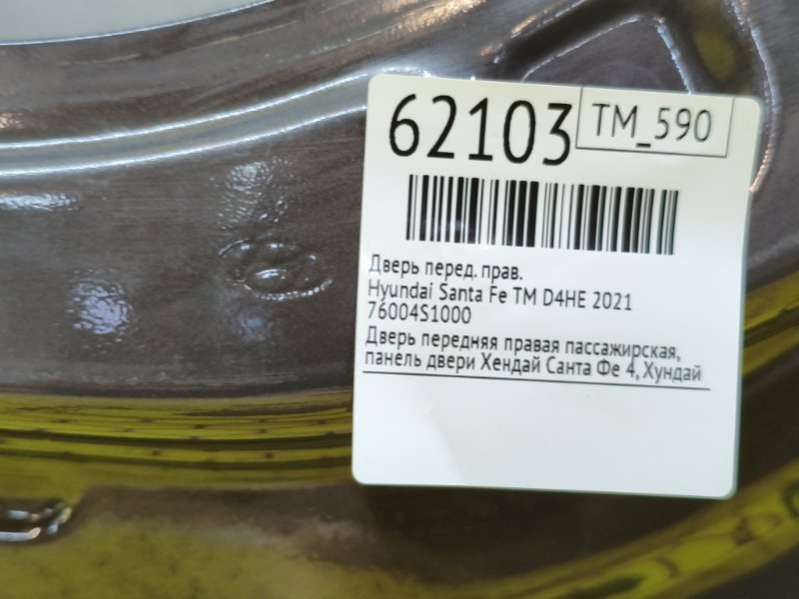 62103
TM_590
Дверь перед. прав.
Hyundai Santa Fe TM D4HE 2021
76004S1000
Дверь передняя правая пассажирская,
панель двери Хендай Санта Фе 4, Хундай